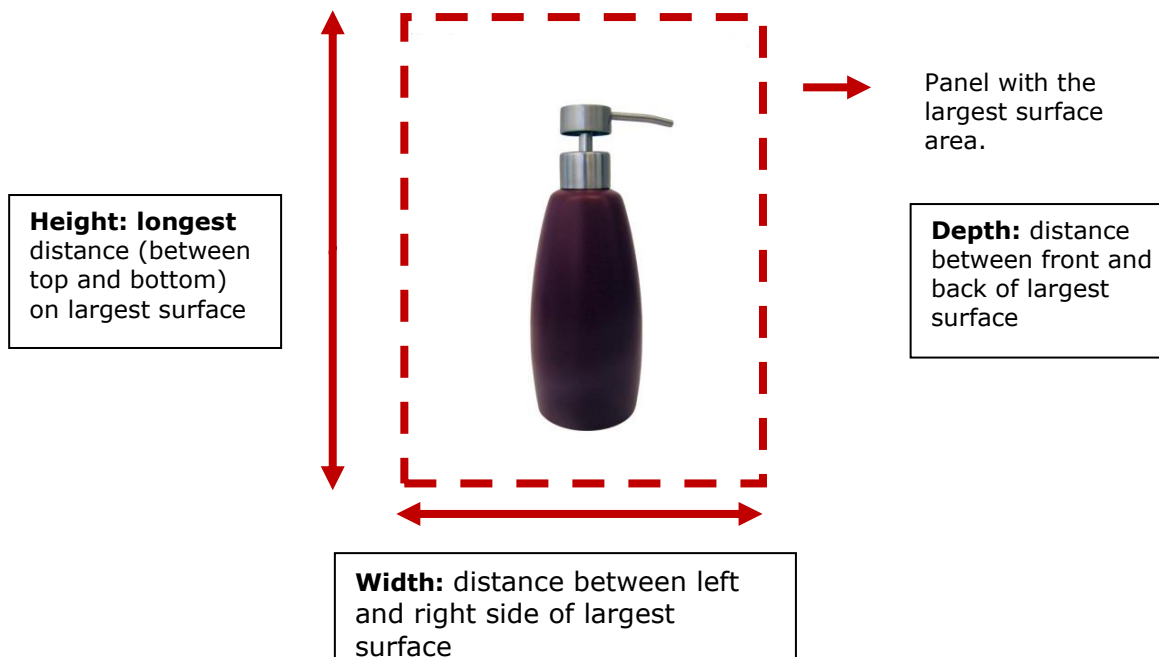 Panel with the
largest surface
area.
Height: longest
distance (between
top and bottom)
on largest surface
Depth: distance
between front and
back of largest
surface
Width: distance between left
and right side of largest
surface